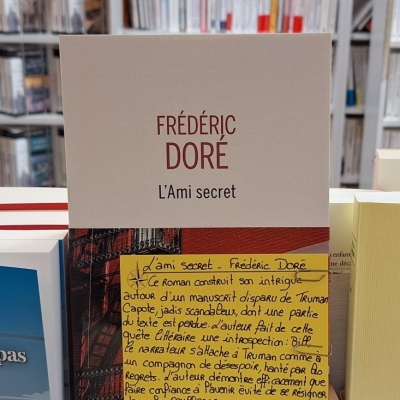 FRÉDÉRIC
DORÉ
L'Ami secret
L'ami secret - Frédéric Doré
Ce roman construit son intrigue
autour d'un manuscrit disparu de Truman
Capote, jadis scandaleux, dont une partie
du texte est perdue. L'auteur fait de cette
quête littéraire une introspection: Bill
le narrateur s'attache à Truman comme à
un compagnon de désespoir, hanté par
regrets. L'auteur démontre efficacement que
faire confiance à l'avenir évite de se résigner
pas
enfant